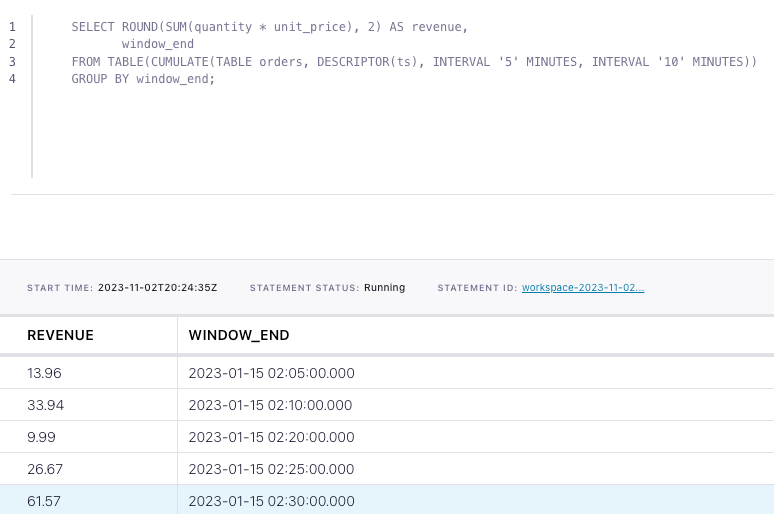 1 SELECT ROUND(SUM(quantity * unit_price), 2) AS revenue,
2 window_end
3 FROM TABLE(CUMULATE(TABLE orders, DESCRIPTOR(ts), INTERVAL '5' MINUTES, INTERVAL '10' MINUTES))
4 GROUP BY window_end;
START TIME: 2023-11-02T20:24:35Z STATEMENT STATUS: Running STATEMENT ID: workspace-2023-11-02...
REVENUE WINDOW_END
13.96 2023-01-15 02:05:00.000
33.94 2023-01-15 02:10:00.000
9.99 2023-01-15 02:20:00.000
26.67 2023-01-15 02:25:00.000
61.57 2023-01-15 02:30:00.000